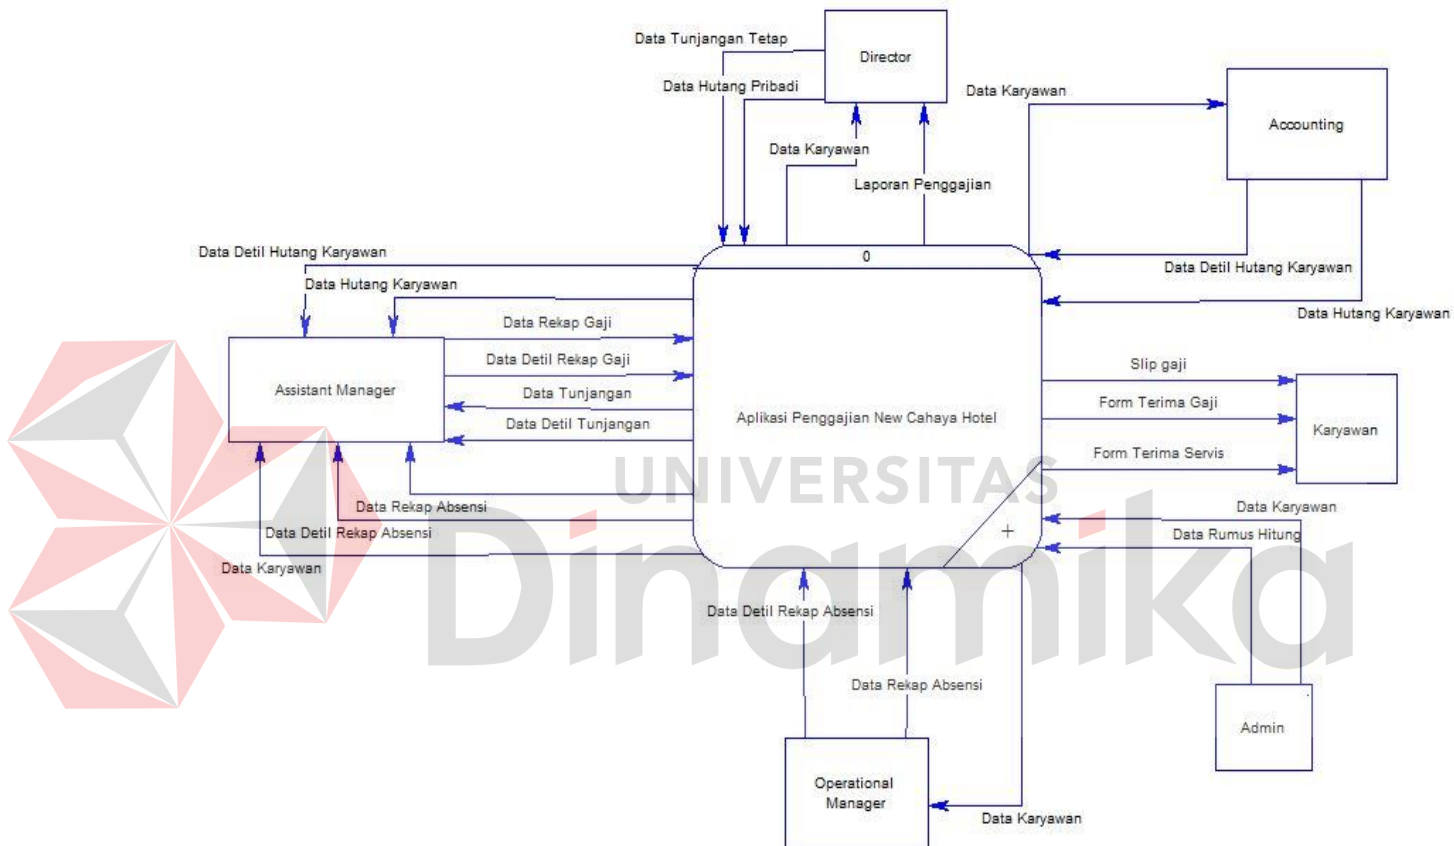 Data Tunjangan Tetap
Director
Data Hutang Pribadi
Data Karyawan
Accounting
Data Karyawan
Laporan Penggajian
Data Detil Hutang Karyawan
0
Data Detil Hutang Karyawan
Data Hutang Karyawan
Data Hutang Karyawan
Data Rekap Gaji
Data Detil Rekap Gaji
Slip gaji
Assistant Manager
Data Tunjangan
Form Terima Gaji
Aplikasi Penggajian New Cahaya Hotel
Data Detil Tunjangan
Karyawan
Form Terima Servis
UNIVERSITAS
Data Rekap Absensi
Data Karyawan
Data Detil Rekap Absensi
+
Data Rumus Hitung
Data Karyawan
Dinamika
Data Detil Rekap Absensi
Data Rekap Absensi
Admin
Operational
Manager
Data Karyawan